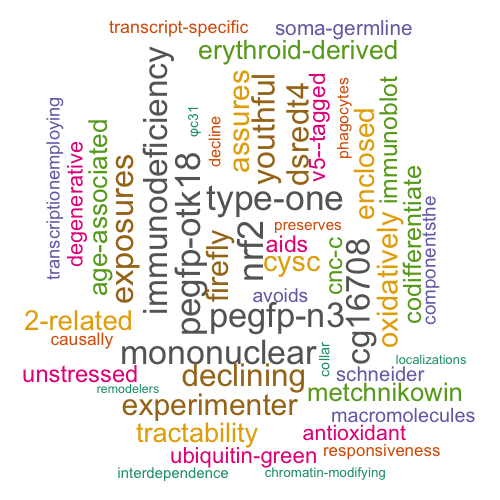 transcript-specific
soma-germline
erythroid-derived
transcriptionemploying
degenerative
age-associated
exposures
immunodeficiency
pegfp-otk18
φc31
decline
firefly
assures
youthful
nrf2
dsredt4
v5--tagged
phagocytes
enclosed
immunoblot
type-one
preserves
aids
cysc
cnc-c
cg16708
oxidatively
codifferentiate
componentsthe
avoids
pegfp-n3
2-related
causally
mononuclear
collar
localizations
unstressed
remodelers
declining
schneider
metchnikowin
experimenter
macromolecules
tractability
antioxidant
ubiquitin-green
responsiveness
interdependence
chromatin-modifying